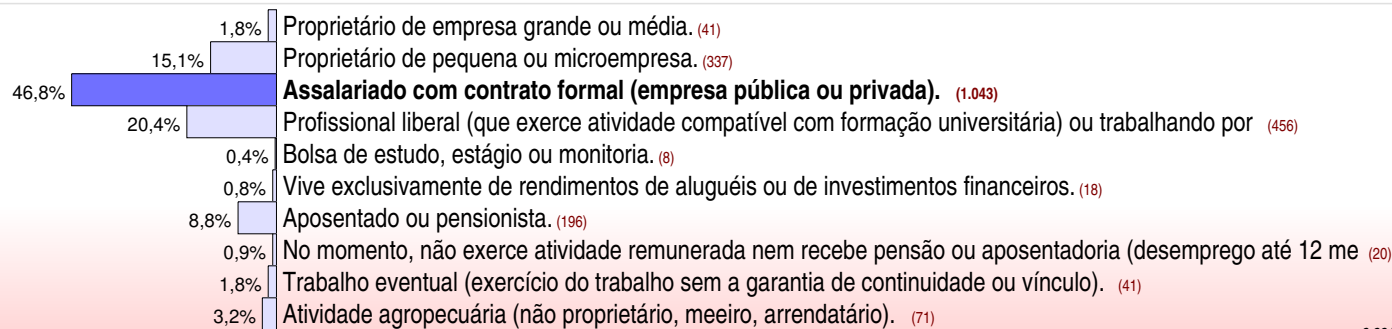 1,8% Proprietário de empresa grande ou média. (41)
15,1% Proprietário de pequena ou microempresa. (337)
46,8% Assalariado com contrato formal (empresa pública ou privada). (1.043)
20,4% Profissional liberal (que exerce atividade compatível com formação universitária) ou trabalhando por (456)
0,4% Bolsa de estudo, estágio ou monitoria. (8)
0,8% Vive exclusivamente de rendimentos de aluguéis ou de investimentos financeiros. (18)
8,8% Aposentado ou pensionista. (196)
0,9% No momento, não exerce atividade remunerada nem recebe pensão ou aposentadoria (desemprego até 12 me (20)
1,8% Trabalho eventual (exercício do trabalho sem a garantia de continuidade ou vínculo). (41)
3,2% Atividade agropecuária (não proprietário, meeiro, arrendatário). (71)